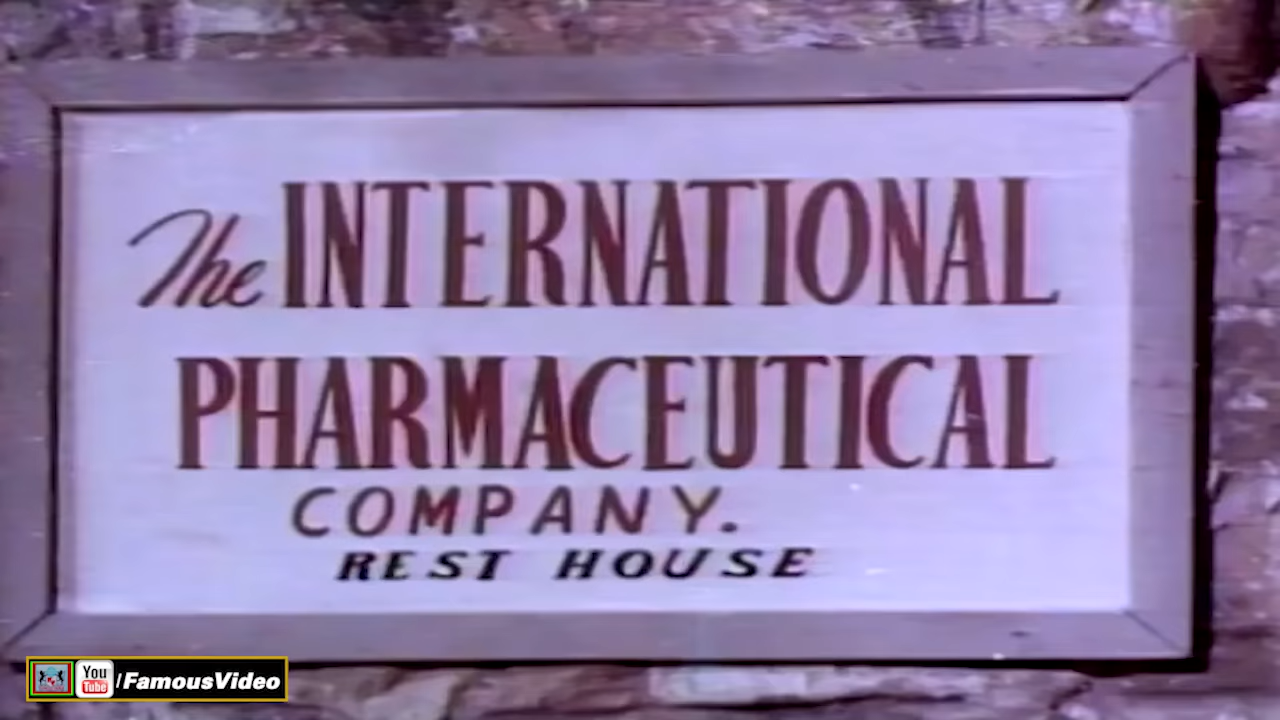 The INTERNATIONAL
PHARMACEUTICAL
COMPANY.
REST HOUSE
You
Tube
/FamousVideo